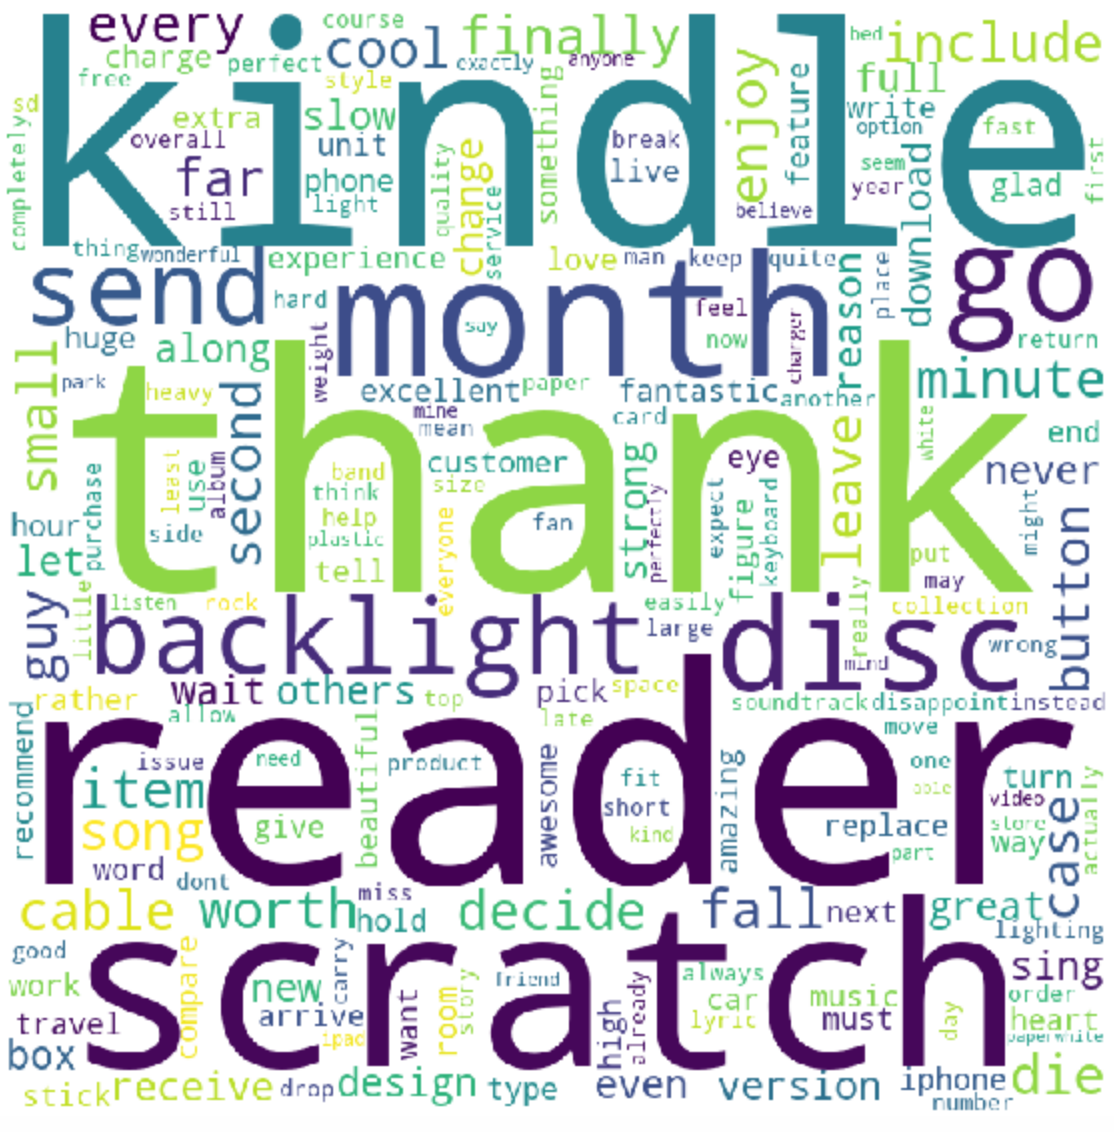 kindle
every
course
cool
finally
bed
include
charge
perfect
exactly
anyone
free
style
full
sd
extra
slow
something
enjoy
feature
write
option
fast
completely
overall
unit
break
far
quality
change
live
seem
glad
first
phone
year
still
light
service
believe
download
thing
wonderful
experience
love
man
keep
quite
reason
place
go
send
hard
month
feel
say
now
charger
return
huge
along
weight
small
park
heavy
second
excellent
paper
fantastic
another
minute
thank
mine
mean
card
leave
white
end
customer
strong
eye
never
purchase
least
use
album
band
think
size
help
perfectly
expect
figure
keyboard
might
hour
side
fan
plastic
let
tell
everyone
put
may
button
guy
little
listen
rock
easily
really
collection
backlight
large
disc
wrong
mind
wait
others
top
pick
space
rather
allow
late
soundtrack
disappoint
instead
move
recommend
reader
issue
need
beautiful
product
awesome
fit
amazing
one
turn
actually
item
short
able
video
song
give
kind
replace
store
way
case
part
word
dont
miss
cable
worth
hold
decide
fall
next
great
lighting
scratch
good
compare
carry
friend
sing
work
new
want
room
story
high
already
always
car
music
day
order
travel
arrive
ipad
lyric
must
heart
paperwhite
box
stick
receive
drop
design
type
even
version
iphone
number
die